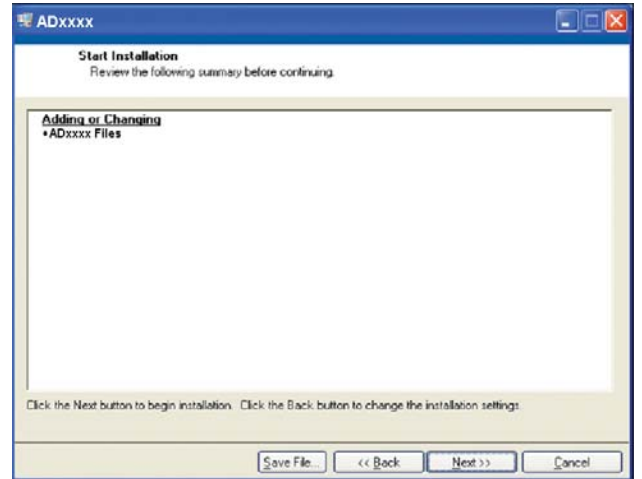 ADxxxx
Start Installation
Review the following summary before continuing.
Adding or Changing
•ADxxxx Files
Click the Next button to begin installation. Click the Back button to change the installation settings.
Save File... << Back Next >> Cancel